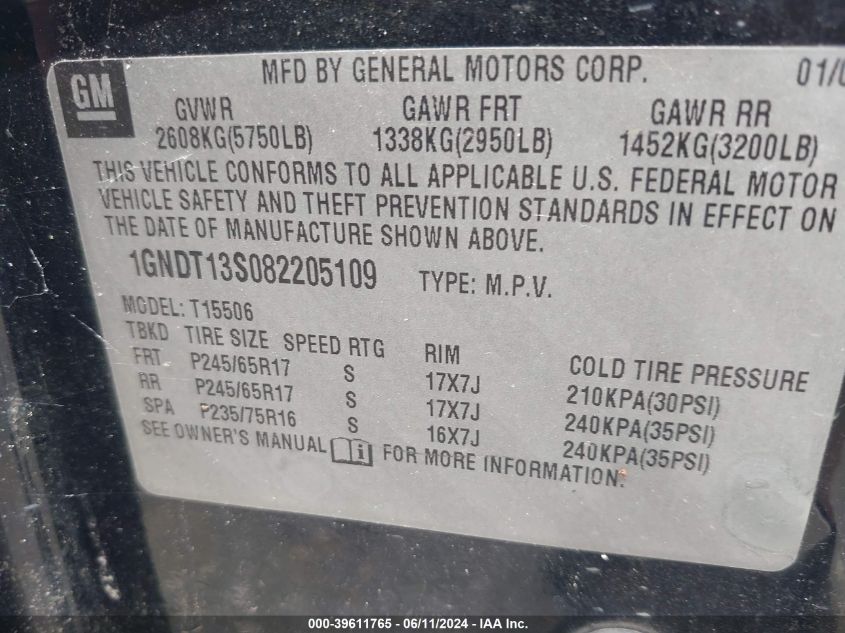 GM
MFD BY GENERAL MOTORS CORP. 01/0
GVWR GAWR FRT GAWR RR
2608KG(5750LB) 1338KG(2950LB) 1452KG(3200LB)
THIS VEHICLE CONFORMS TO ALL APPLICABLE U.S. FEDERAL MOTOR
VEHICLE SAFETY AND THEFT PREVENTION STANDARDS IN EFFECT ON
THE DATE OF MANUFACTURE SHOWN ABOVE.
1GNDT13S082205109 TYPE: M.P.V.
MODEL: T15506
TBKD TIRE SIZE SPEED RTG RIM COLD TIRE PRESSURE
FRT P245/65R17 S 17X7J 210KPA(30PSI)
RR P245/65R17 S 17X7J 240KPA(35PSI)
SPA P235/75R16 S 16X7J 240KPA(35PSI)
SEE OWNER'S MANUAL i FOR MORE INFORMATION.
000-39611765 - 06/11/2024 - IAA Inc.